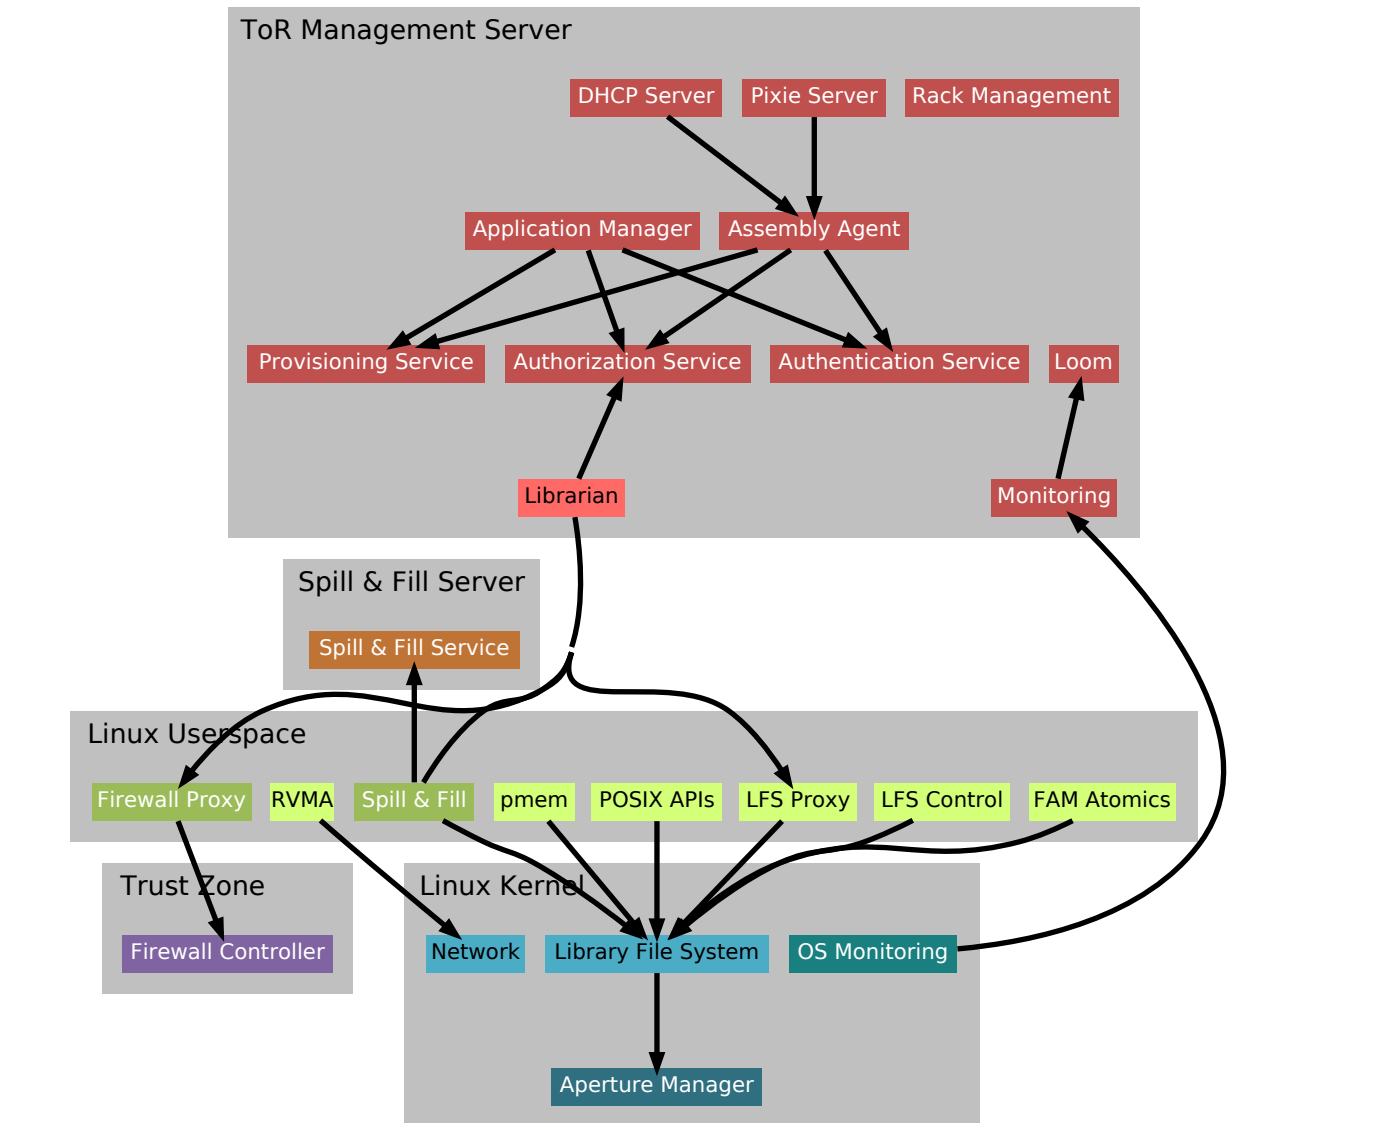 ToR Management Server
DHCP Server
Pixie Server
Rack Management
Application Manager
Assembly Agent
Provisioning Service
Authorization Service
Authentication Service
Loom
Librarian
Monitoring
Spill & Fill Server
Spill & Fill Service
Linux Userspace
Firewall Proxy
RVMA
Spill & Fill
pmem
POSIX APIs
LFS Proxy
LFS Control
FAM Atomics
Trust Zone
Linux Kernel
Firewall Controller
Network
Library File System
OS Monitoring
Aperture Manager